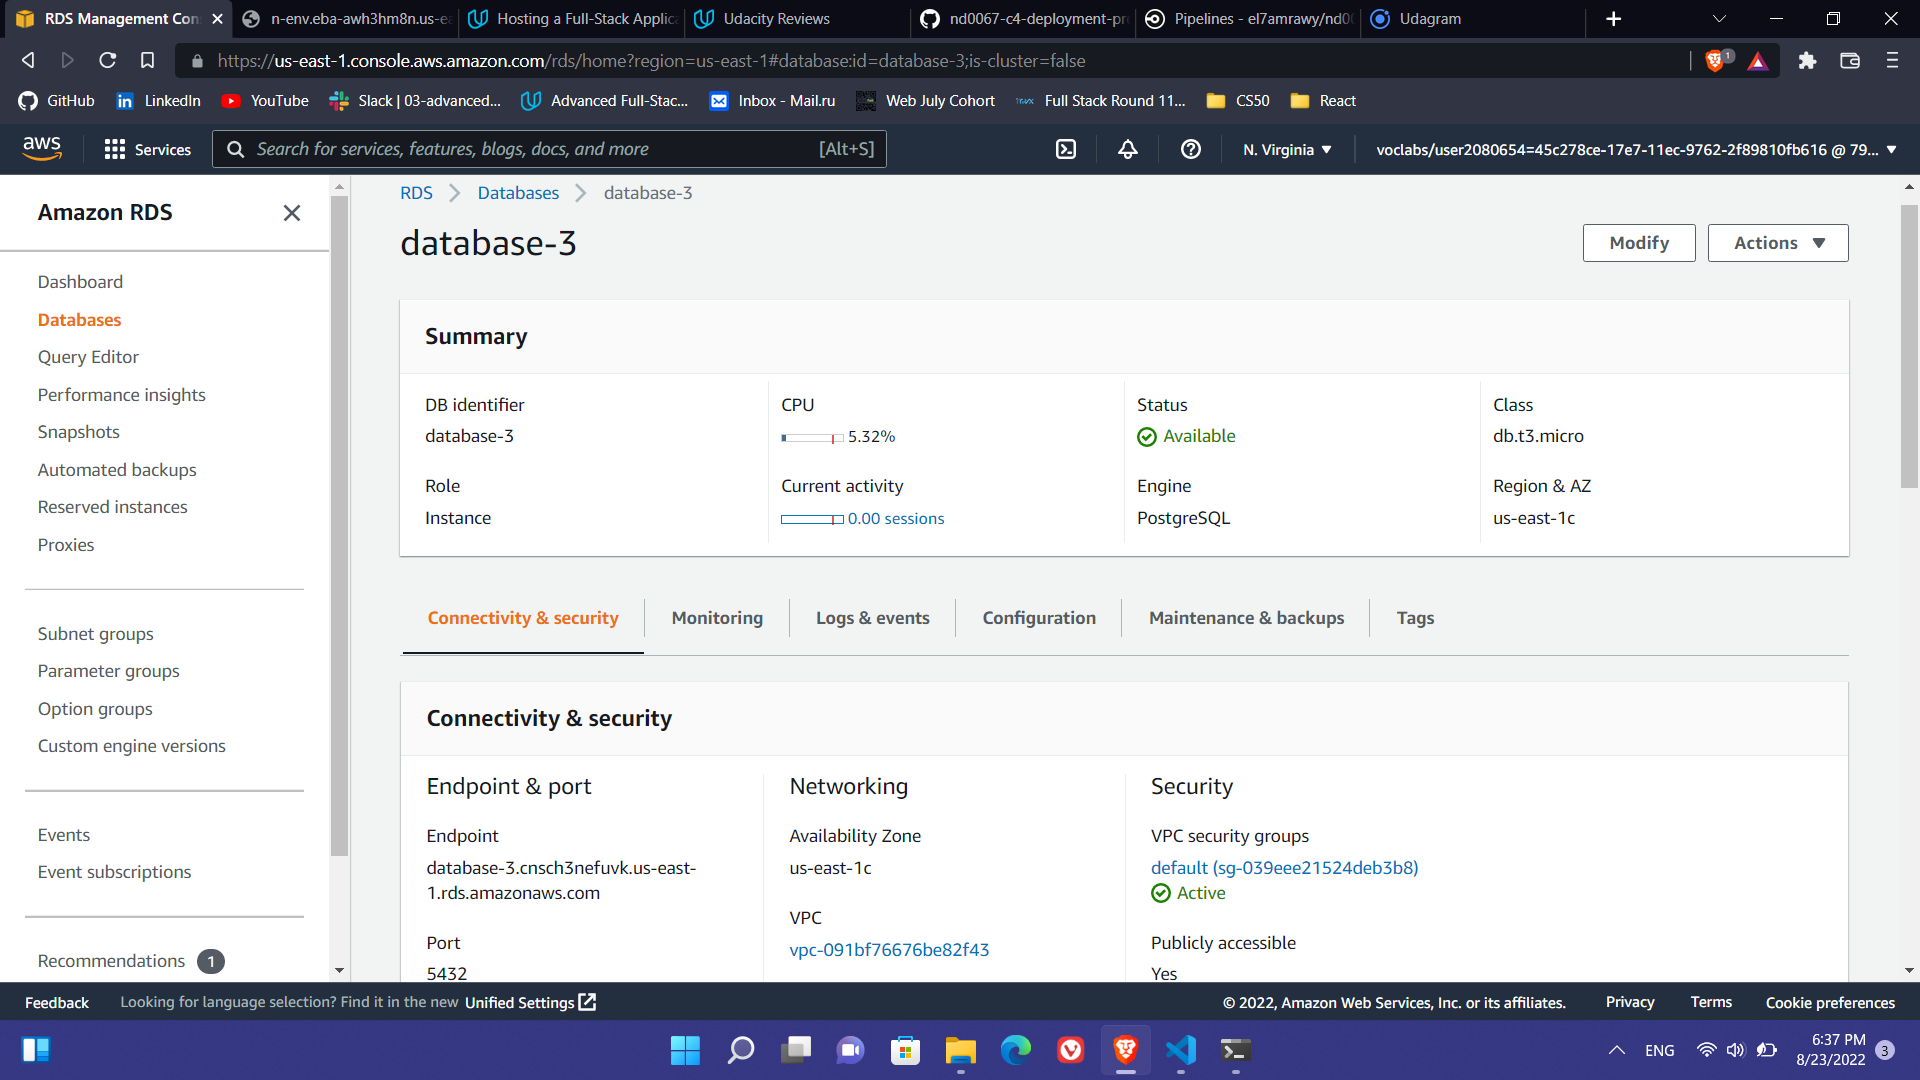 RDS Management Con
n-env.eba-awh3hm8n.us-ea
Hosting a Full-Stack Applica
Udacity Reviews
nd0067-c4-deployment-pr
Pipelines - el7amrawy/nd00
Udagram
https://us-east-1.console.aws.amazon.com/rds/home?region=us-east-1#database:id=database-3;is-cluster=false
1
GitHub
LinkedIn
YouTube
Slack | 03-advanced...
Advanced Full-Stac...
Inbox - Mail.ru
Web July Cohort
Full Stack Round 11...
CS50
React
aws
Services
Search for services, features, blogs, docs, and more
[Alt+S]
N. Virginia
voclabs/user2080654=45c278ce-17e7-11ec-9762-2f89810fb616 @ 79...
Amazon RDS
Dashboard
Databases
Query Editor
Performance insights
Snapshots
Automated backups
Reserved instances
Proxies
Subnet groups
Parameter groups
Option groups
Custom engine versions
Events
Event subscriptions
Recommendations 1
RDS
Databases
database-3
database-3
Modify
Actions
Summary
DB identifier
database-3
CPU
5.32%
Status
Available
Class
db.t3.micro
Role
Instance
Current activity
0.00 sessions
Engine
PostgreSQL
Region & AZ
us-east-1c
Connectivity & security
Monitoring
Logs & events
Configuration
Maintenance & backups
Tags
Connectivity & security
Endpoint & port
Endpoint
database-3.cnsch3nefuvk.us-east-
1.rds.amazonaws.com
Port
5432
Networking
Availability Zone
us-east-1c
VPC
vpc-091bf76676be82f43
Security
VPC security groups
default (sg-039eee21524deb3b8)
Active
Publicly accessible
Yes
Feedback
Looking for language selection? Find it in the new Unified Settings
© 2022, Amazon Web Services, Inc. or its affiliates.
Privacy
Terms
Cookie preferences
ENG
6:37 PM
8/23/2022
3